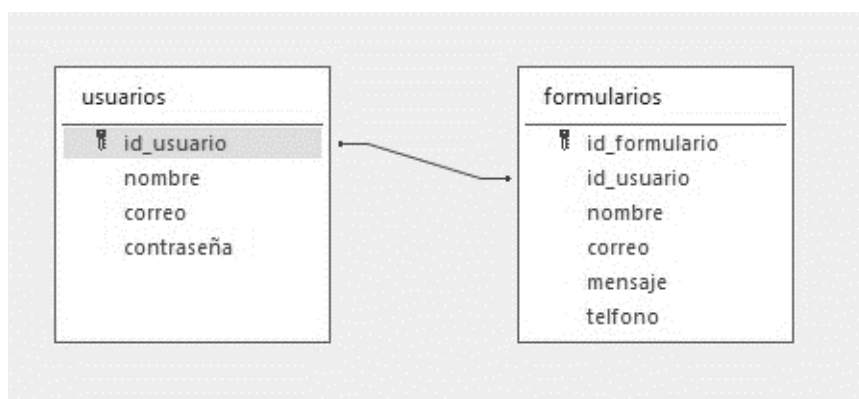 usuarios
id_usuario
nombre
correo
contraseña
formularios
id_formulario
id_usuario
nombre
correo
mensaje
telfono